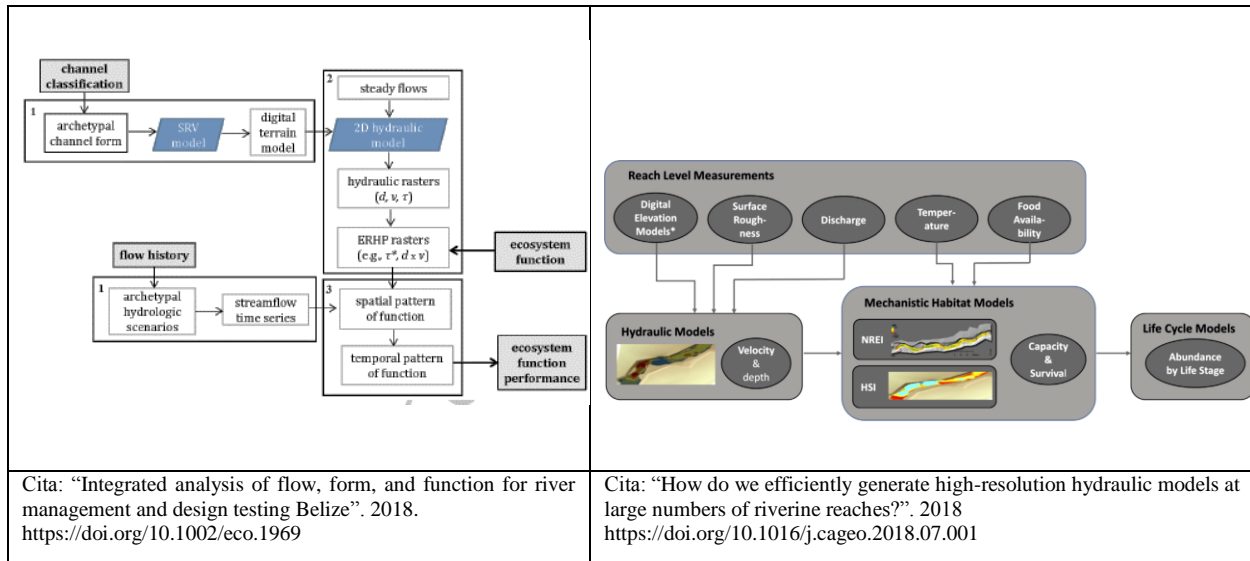 channel
classification
1
archetypal
channel form
SRV
model
digital
terrain
model
2
steady flows
2D hydraulic
model
hydraulic rasters
(d, v, τ)
ERHP rasters
(e.g., τ*, d x v)
ecosystem
function
flow history
1
archetypal
hydrologic
scenarios
streamflow
time series
3
spatial pattern
of function
temporal pattern
of function
ecosystem
function
performance
Reach Level Measurements
Digital
Elevation
Models*
Surface
Rough-
ness
Discharge
Temper-
ature
Food
Availa-
bility
Hydraulic Models
Velocity
&
depth
Mechanistic Habitat Models
NREI
HSI
Capacity
&
Survival
Life Cycle Models
Abundance
by Life Stage
Cita: “Integrated analysis of flow, form, and function for river
management and design testing Belize”. 2018.
https://doi.org/10.1002/eco.1969
Cita: “How do we efficiently generate high-resolution hydraulic models at
large numbers of riverine reaches?”. 2018
https://doi.org/10.1016/j.cageo.2018.07.001